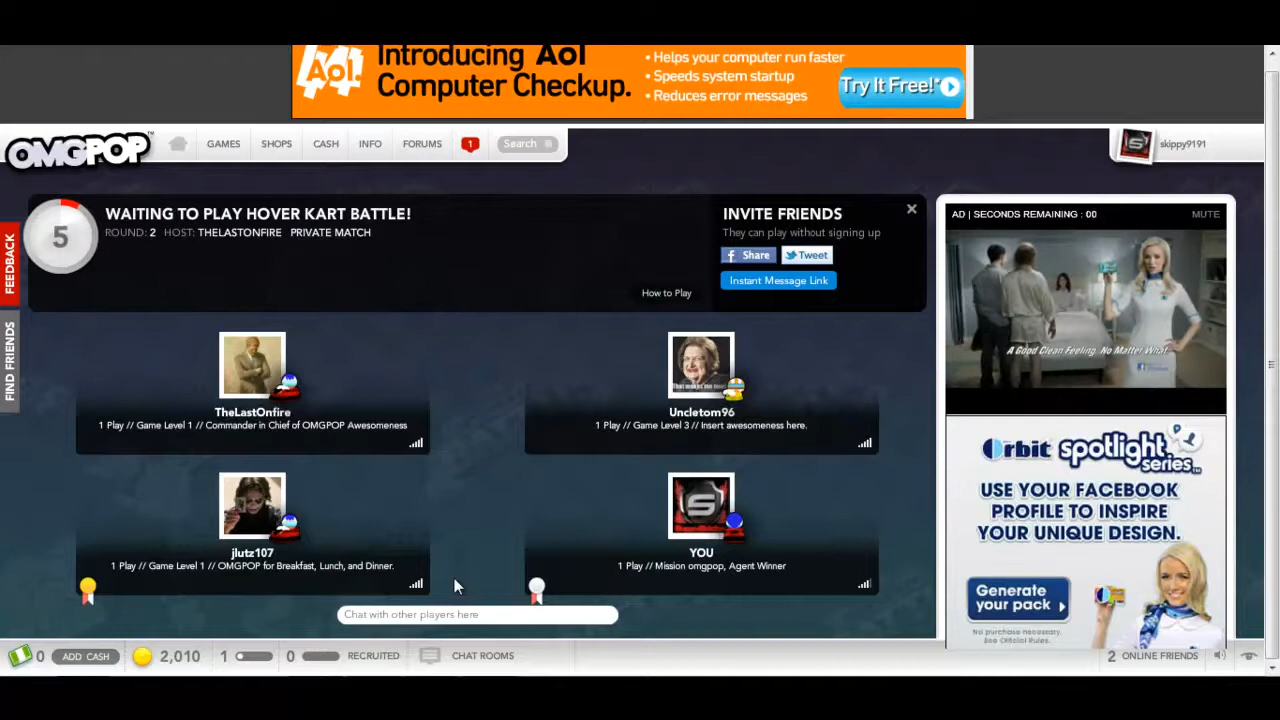 Aol.
Introducing Aol
Computer Checkup.
• Helps your computer run faster
• Speeds system startup
• Reduces error messages
Try It Free!*
OMGPOP™
GAMES
SHOPS
CASH
INFO
FORUMS
1
Search
skippy9191
FEEDBACK
FIND FRIENDS
5
WAITING TO PLAY HOVER KART BATTLE!
ROUND: 2 HOST: THELASTONFIRE PRIVATE MATCH
How to Play
INVITE FRIENDS
They can play without signing up
f Share
Tweet
Instant Message Link
AD | SECONDS REMAINING : 00
MUTE
A Good Clean Feeling. No Matter What.
TheLastOnfire
1 Play // Game Level 1 // Commander in Chief of OMGPOP Awesomeness
Uncletom96
1 Play // Game Level 3 // Insert awesomeness here.
jlutz107
1 Play // Game Level 1 // OMGPOP for Breakfast, Lunch, and Dinner.
S
YOU
1 Play // Mission omgpop, Agent Winner
Chat with other players here
Orbit spotlight
series™
USE YOUR FACEBOOK
PROFILE TO INSPIRE
YOUR UNIQUE DESIGN.
Generate
your pack
No purchase necessary.
See Official Rules.
0
ADD CASH
2,010
1
0
RECRUITED
CHAT ROOMS
2 ONLINE FRIENDS